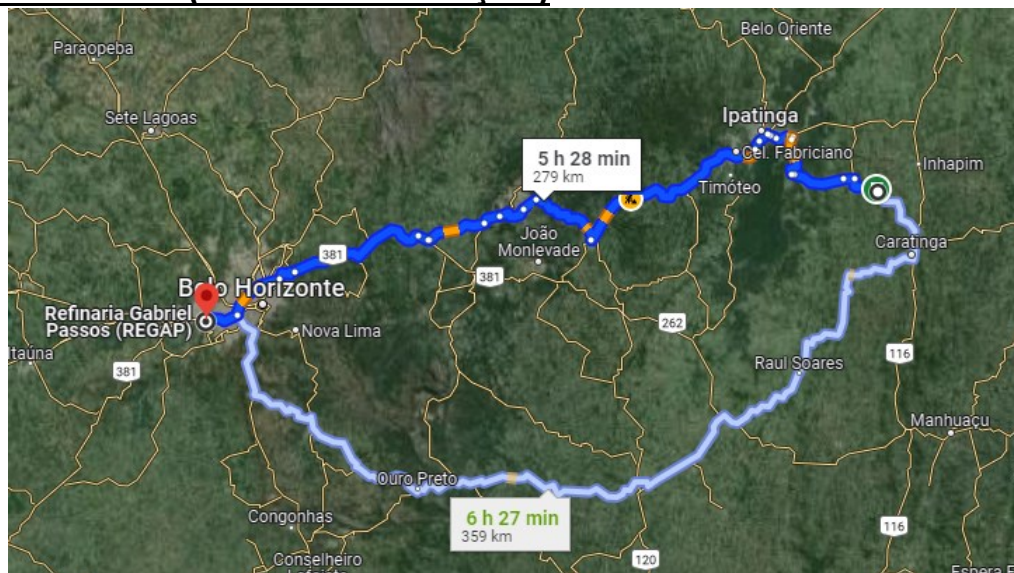 Paraopeba
Belo Oriente
Sete Lagoas
Ipatinga
Cel. Fabriciano
5 h 28 min
279 km
Inhapim
Timóteo
João
Monlevade
Caratinga
381
381
Belo Horizonte
Refinaria Gabriel
Passos (REGAP)
Nova Lima
262
Itaúna
116
381
Raul Soares
Manhuaçu
Ouro Preto
6 h 27 min
359 km
Congonhas
116
Conselheiro
120